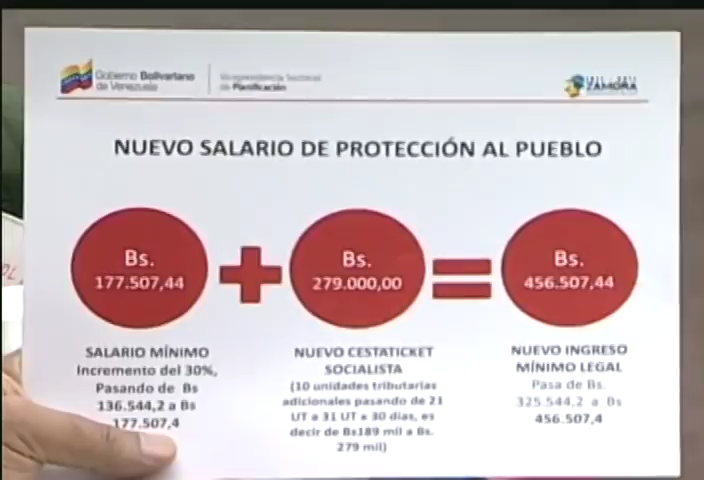 Gobierno Bolivariano
de Venezuela
Vicepresidencia Sectorial
de Planificación
ZAMORA
NUEVO SALARIO DE PROTECCIÓN AL PUEBLO
Bs.
177.507,44
+
Bs.
279.000,00
=
Bs.
456.507,44
SALARIO MÍNIMO
Incremento del 30%,
Pasando de Bs
136.544,2 a Bs
177.507,4
NUEVO CESTATICKET
SOCIALISTA
(10 unidades tributarias
adicionales pasando de 21
UT a 31 UT a 30 días, es
decir de Bs189 mil a Bs.
279 mil)
NUEVO INGRESO
MÍNIMO LEGAL
Pasa de Bs.
325.544,2 a Bs
456.507,4